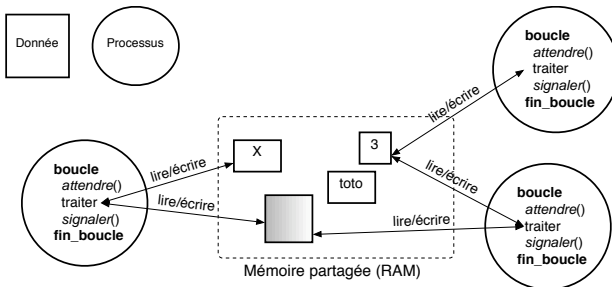 Donnée
Processus
boucle
attendre()
traiter
signaler()
fin_boucle
lire/écrire
X
3
toto
lire/écrire
lire/écrire
lire/écrire
lire/écrire
boucle
attendre()
traiter
signaler()
fin_boucle
boucle
attendre()
traiter
signaler()
fin_boucle
Mémoire partagée (RAM)